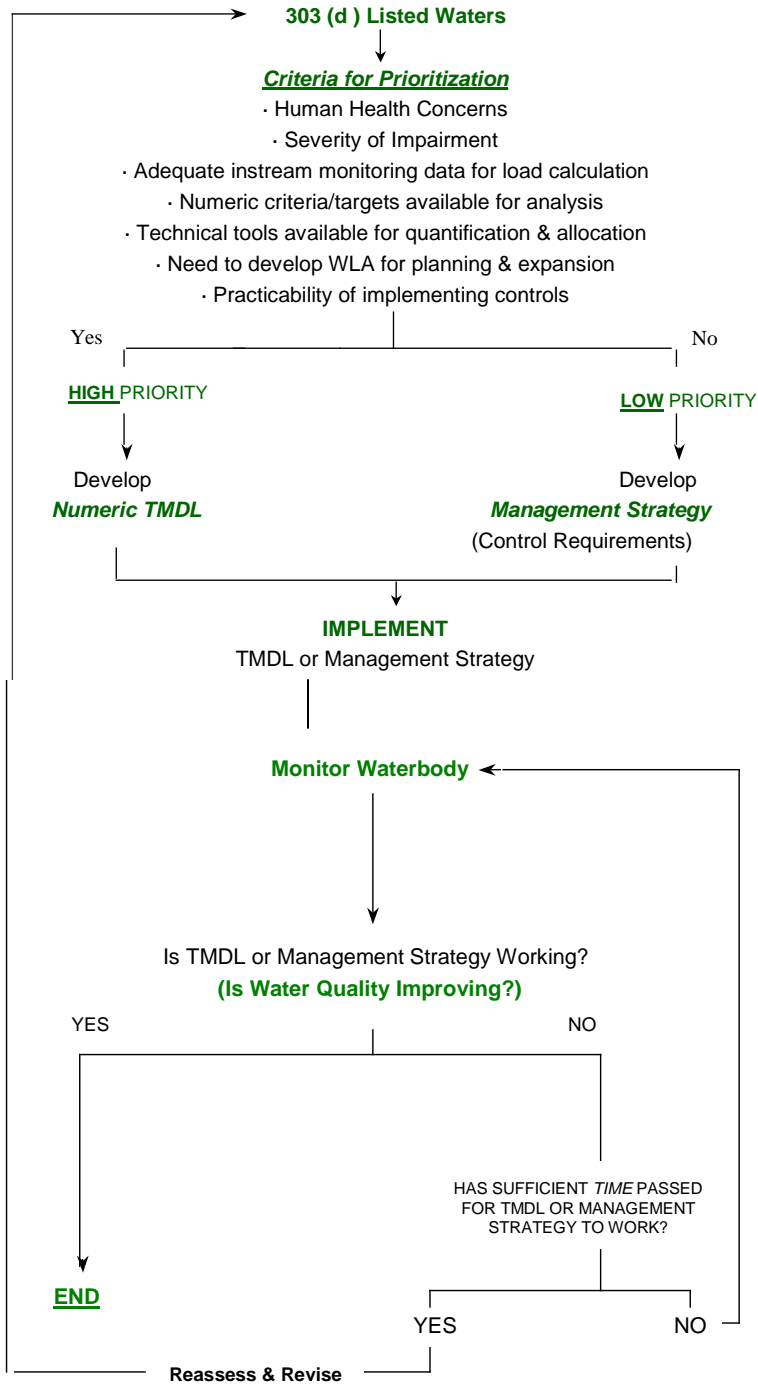 303 (d ) Listed Waters
Criteria for Prioritization
· Human Health Concerns
· Severity of Impairment
· Adequate instream monitoring data for load calculation
· Numeric criteria/targets available for analysis
· Technical tools available for quantification & allocation
· Need to develop WLA for planning & expansion
· Practicability of implementing controls
Yes
No
HIGH PRIORITY
LOW PRIORITY
Develop
Numeric TMDL
Develop
Management Strategy
(Control Requirements)
IMPLEMENT
TMDL or Management Strategy
Monitor Waterbody
Is TMDL or Management Strategy Working?
(Is Water Quality Improving?)
YES
NO
HAS SUFFICIENT TIME PASSED
FOR TMDL OR MANAGEMENT
STRATEGY TO WORK?
END
YES
NO
Reassess & Revise